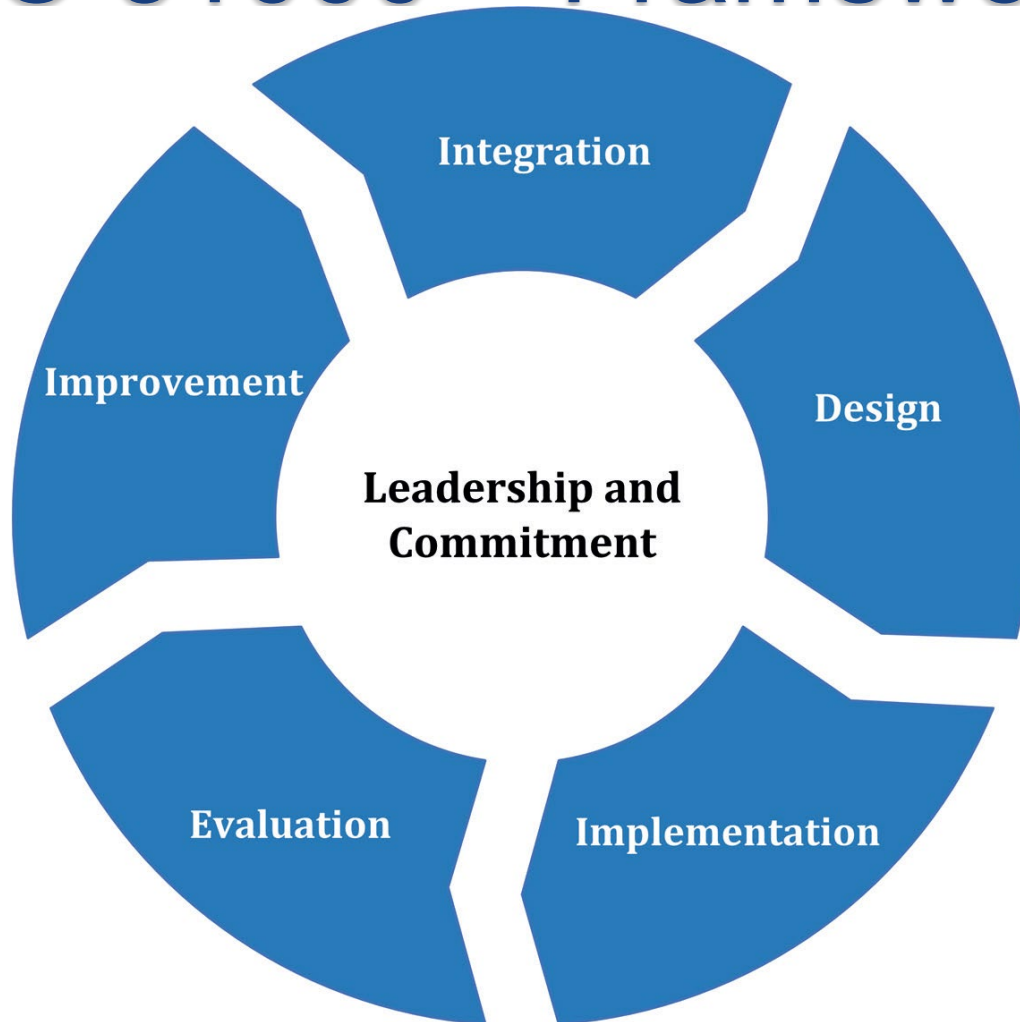 Integration
Design
Improvement
Leadership and
Commitment
Evaluation
Implementation